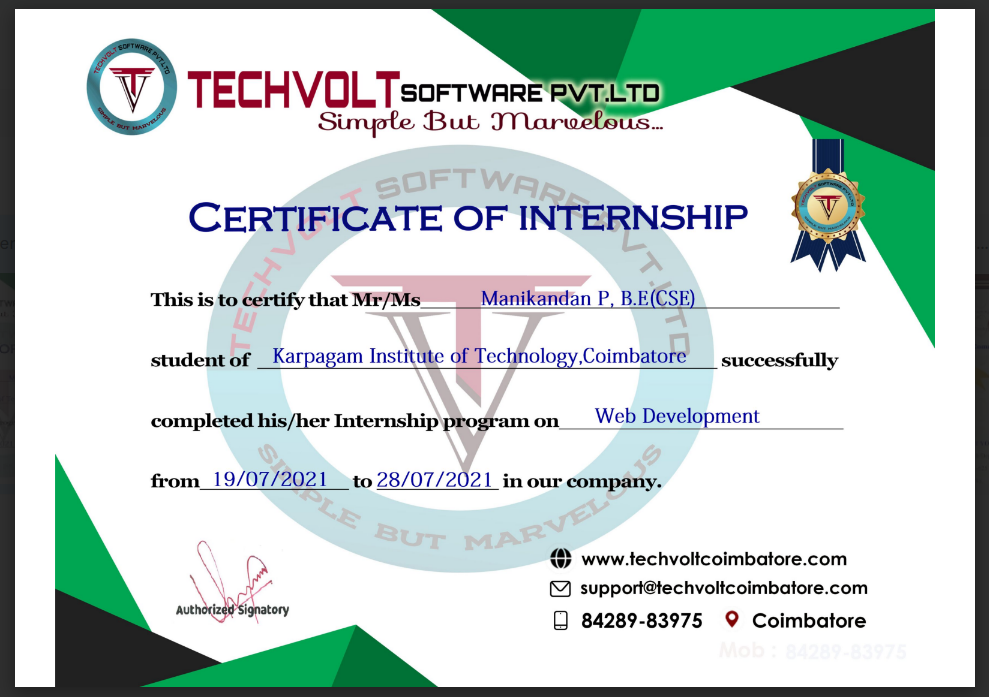 TECHVOLT SOFTWARE PVT.LTD
SIMPLE BUT MARVELOUS
TECHVOLT SOFTWARE PVT.LTD
Simple But Marvelous...
TECHVOLT SOFTWARE PVT.LTD
CERTIFICATE OF INTERNSHIP
This is to certify that Mr/Ms Manikandan P, B.E(CSE)
student of Karpagam Institute of Technology,Coimbatore successfully
completed his/her Internship program on Web Development
from 19/07/2021 to 28/07/2021 in our company.
SIMPLE BUT MARVELOUS
Authorized Signatory
www.techvoltcoimbatore.com
support@techvoltcoimbatore.com
84289-83975 Coimbatore
Mob : 84289-83975